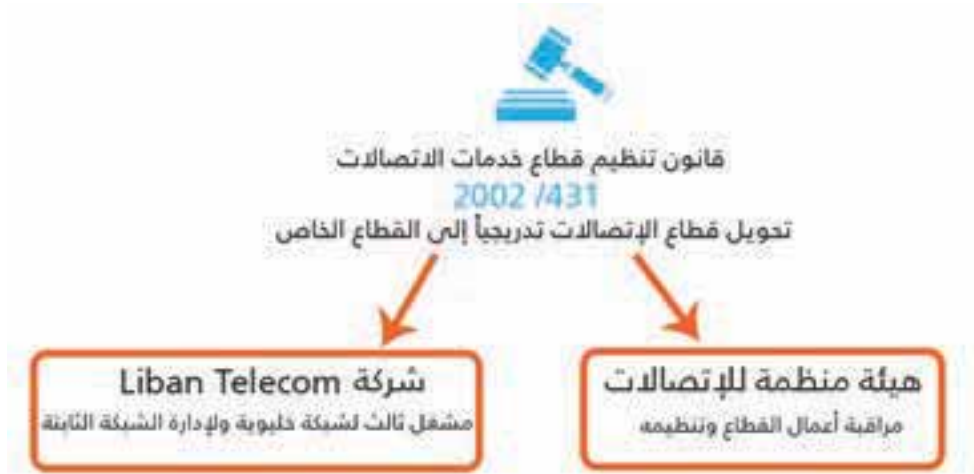 قانون تنظيم قطاع خدمات الاتصالات
2002 /431
تحويل قطاع الإتصالات تدريجياً إلى القطاع الخاص
هيئة منظمة للإتصالات
مراقبة أعمال القطاع وتنظيمه
شركة Liban Telecom
مشغل ثالث لشبكة خليوية ولإدارة الشبكة الثابتة